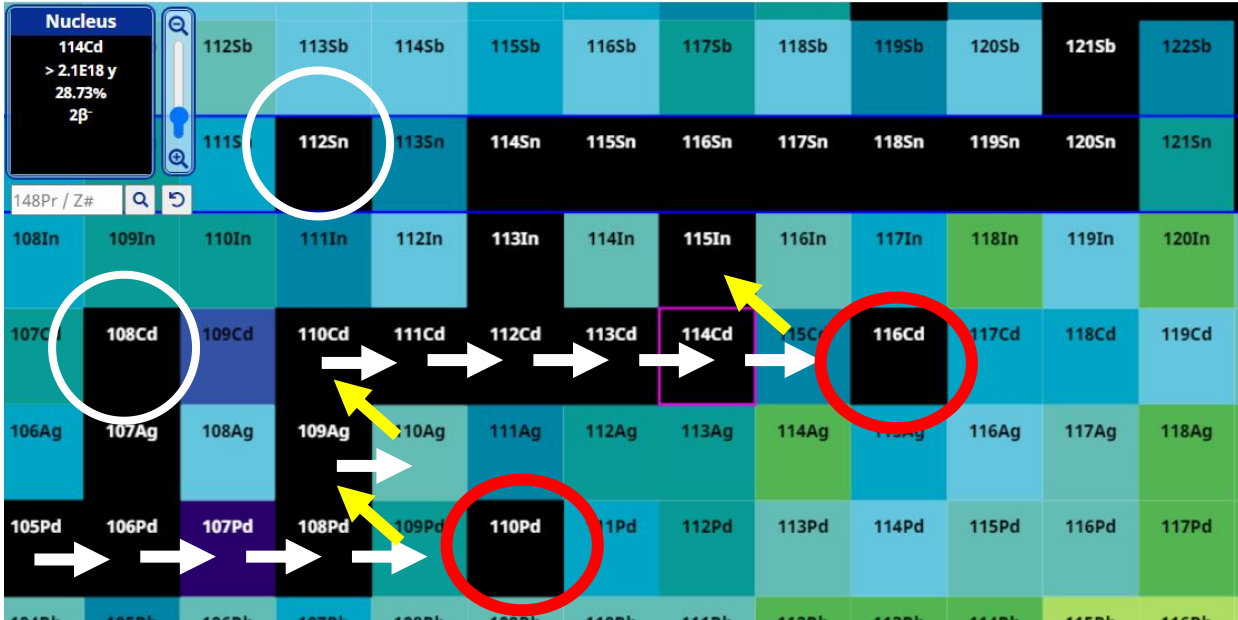 Nucleus
114Cd
> 2.1E18 y
28.73%
2β⁻
148Pr / Z#
112Sb 113Sb 114Sb 115Sb 116Sb 117Sb 118Sb 119Sb 120Sb 121Sb 122Sb
112Sn 113Sn 114Sn 115Sn 116Sn 117Sn 118Sn 119Sn 120Sn 121Sn
108In 109In 110In 111In 112In 113In 114In 115In 116In 117In 118In 119In 120In
108Cd 109Cd 110Cd 111Cd 112Cd 113Cd 114Cd 116Cd 117Cd 118Cd 119Cd
106Ag 107Ag 108Ag 109Ag 110Ag 111Ag 112Ag 113Ag 114Ag 116Ag 117Ag 118Ag
105Pd 106Pd 107Pd 108Pd 109Pd 110Pd 112Pd 113Pd 114Pd 115Pd 116Pd 117Pd